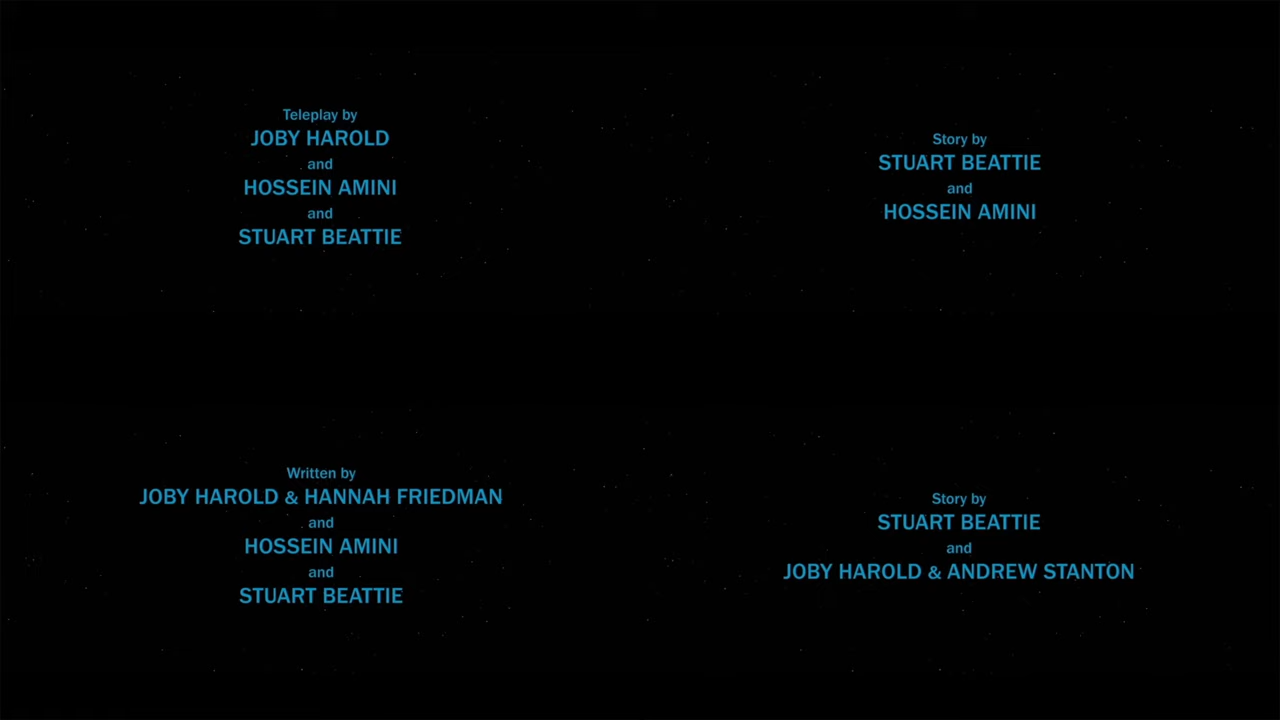 Teleplay by
JOBY HAROLD
and
HOSSEIN AMINI
and
STUART BEATTIE
Story by
STUART BEATTIE
and
HOSSEIN AMINI
Written by
JOBY HAROLD & HANNAH FRIEDMAN
and
HOSSEIN AMINI
and
STUART BEATTIE
Story by
STUART BEATTIE
and
JOBY HAROLD & ANDREW STANTON